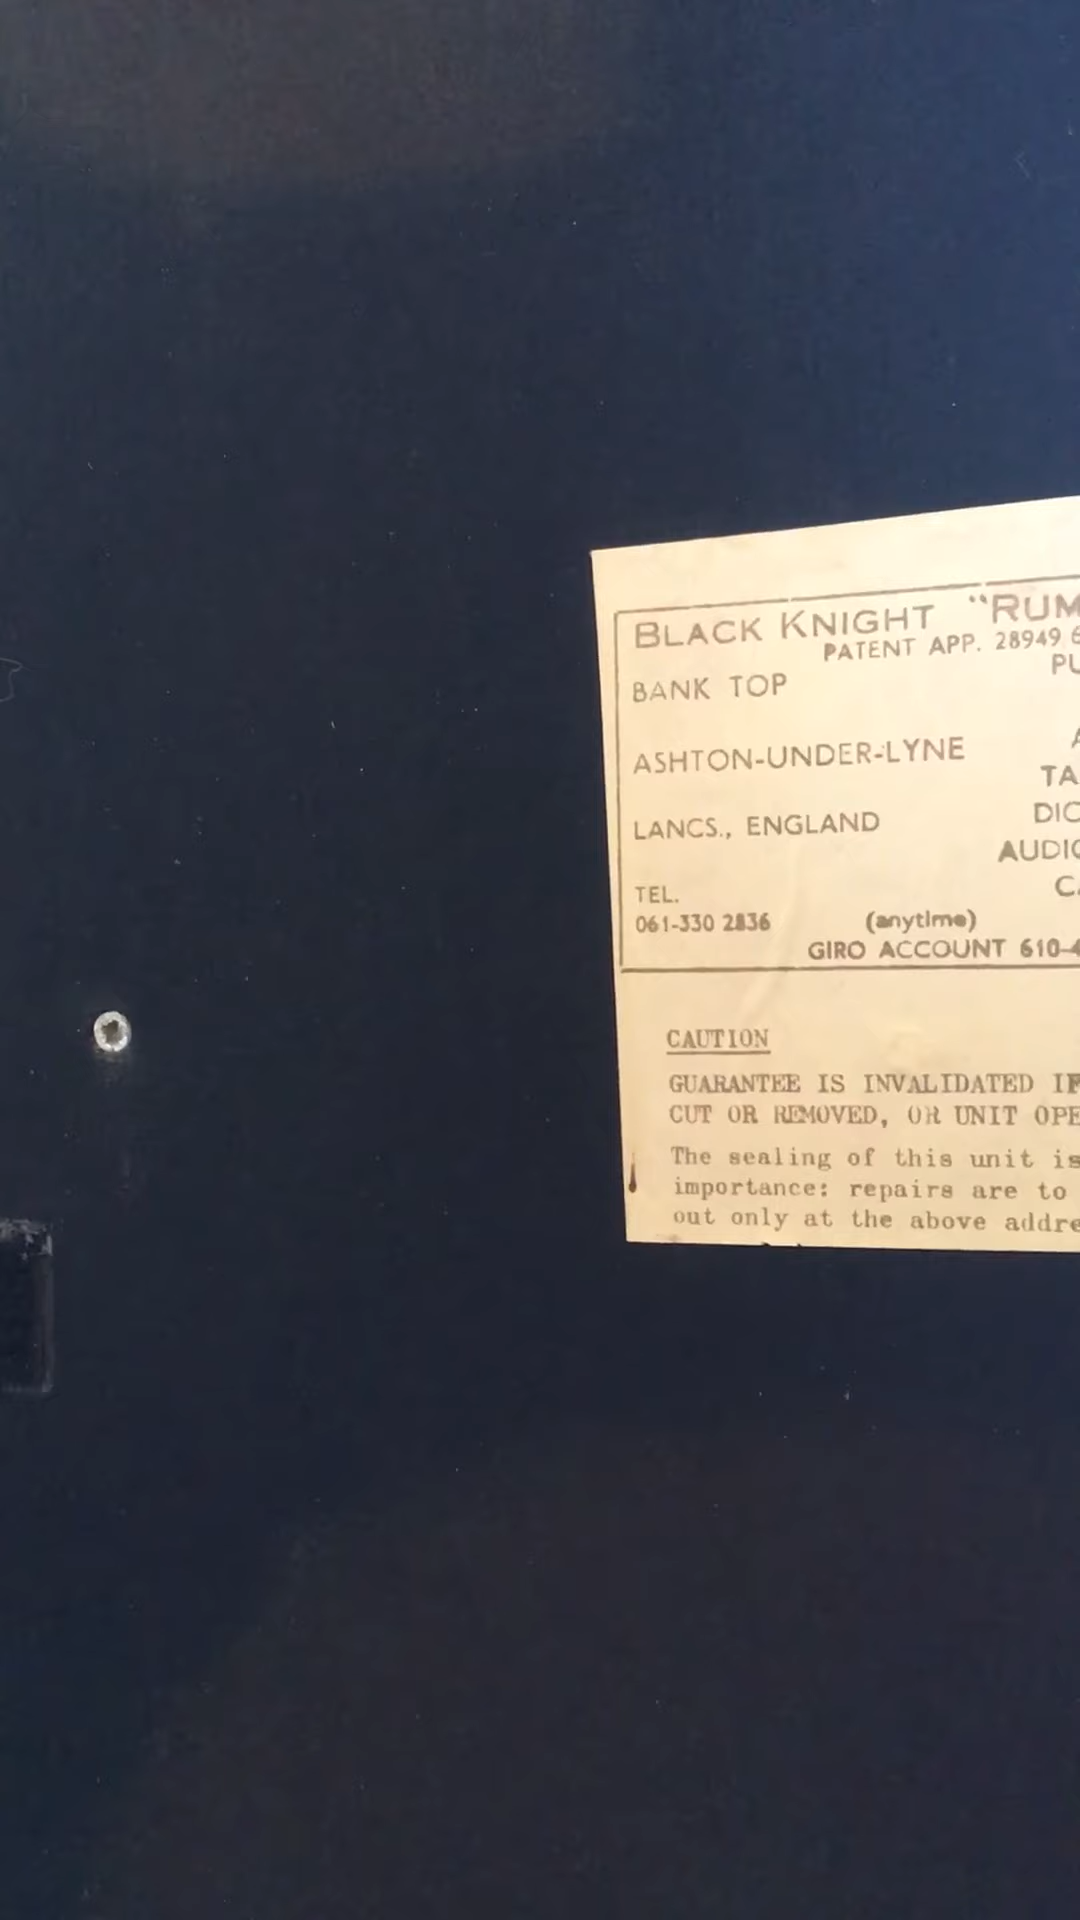 BLACK KNIGHT "RUM
PATENT APP. 28949 6
PU
BANK TOP
A
ASHTON-UNDER-LYNE
TA
DIC
LANCS., ENGLAND
AUDIO
CA
TEL.
061-330 2836 (anytime)
GIRO ACCOUNT 610-4
CAUTION
GUARANTEE IS INVALIDATED IF
CUT OR REMOVED, OR UNIT OPE
The sealing of this unit is
importance: repairs are to
out only at the above addre